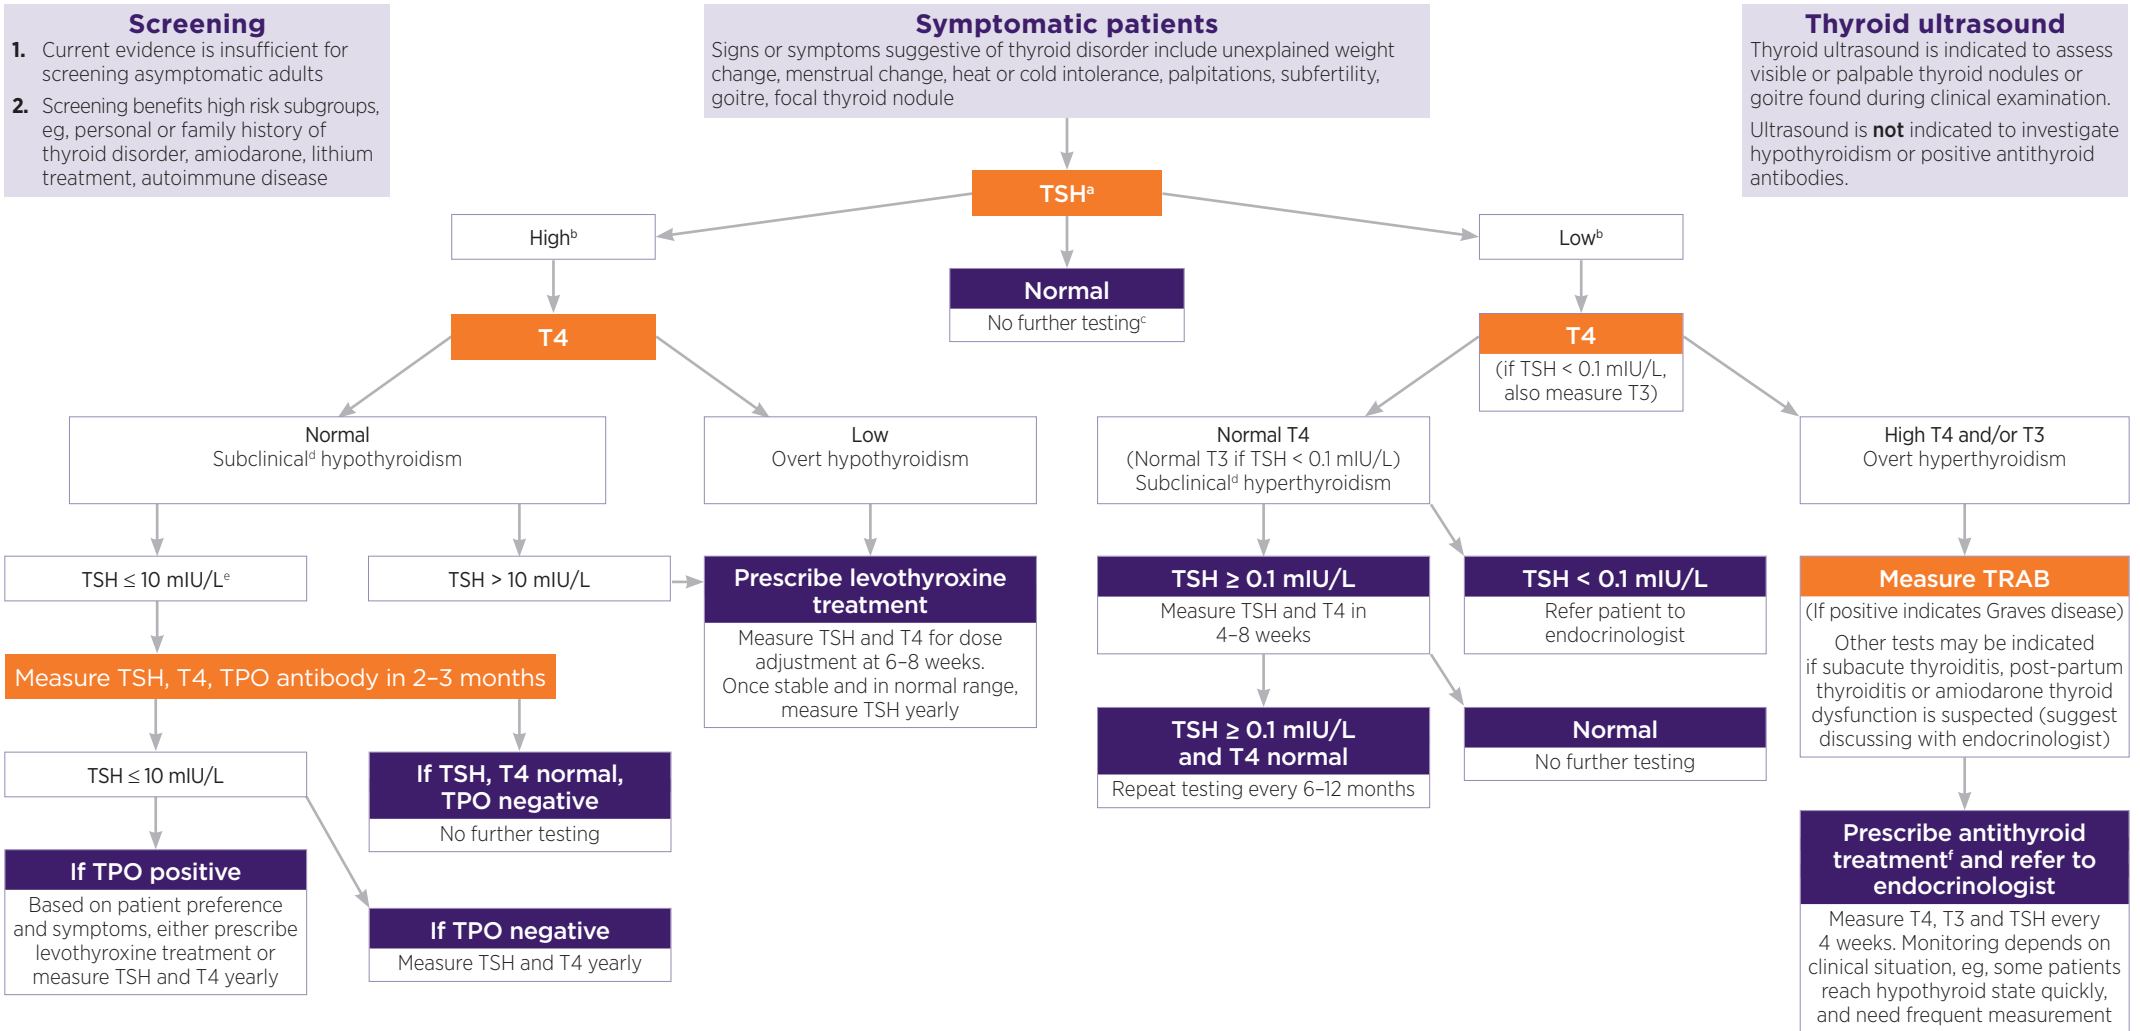 Screening
1. Current evidence is insufficient for
screening asymptomatic adults
2. Screening benefits high risk subgroups,
eg, personal or family history of
thyroid disorder, amiodarone, lithium
treatment, autoimmune disease
Symptomatic patients
Signs or symptoms suggestive of thyroid disorder include unexplained weight
change, menstrual change, heat or cold intolerance, palpitations, subfertility,
goitre, focal thyroid nodule
Thyroid ultrasound
Thyroid ultrasound is indicated to assess
visible or palpable thyroid nodules or
goitre found during clinical examination.
Ultrasound is not indicated to investigate
hypothyroidism or positive antithyroid
antibodies.
TSHᵃ
Highᵇ
Normal
No further testingᶜ
Lowᵇ
T4
T4
(if TSH < 0.1 mIU/L,
also measure T3)
Normal
Subclinicalᵈ hypothyroidism
Low
Overt hypothyroidism
Normal T4
(Normal T3 if TSH < 0.1 mIU/L)
Subclinicalᵈ hyperthyroidism
High T4 and/or T3
Overt hyperthyroidism
TSH ≤ 10 mIU/Lᵉ
TSH > 10 mIU/L
Prescribe levothyroxine
treatment
Measure TSH and T4 for dose
adjustment at 6–8 weeks.
Once stable and in normal range,
measure TSH yearly
TSH ≥ 0.1 mIU/L
Measure TSH and T4 in
4–8 weeks
TSH < 0.1 mIU/L
Refer patient to
endocrinologist
Measure TRAB
(If positive indicates Graves disease)
Other tests may be indicated
if subacute thyroiditis, post-partum
thyroiditis or amiodarone thyroid
dysfunction is suspected (suggest
discussing with endocrinologist)
Measure TSH, T4, TPO antibody in 2–3 months
TSH ≤ 10 mIU/L
If TSH, T4 normal,
TPO negative
No further testing
TSH ≥ 0.1 mIU/L
and T4 normal
Repeat testing every 6–12 months
Normal
No further testing
If TPO positive
Based on patient preference
and symptoms, either prescribe
levothyroxine treatment or
measure TSH and T4 yearly
If TPO negative
Measure TSH and T4 yearly
Prescribe antithyroid
treatmentᶠ and refer to
endocrinologist
Measure T4, T3 and TSH every
4 weeks. Monitoring depends on
clinical situation, eg, some patients
reach hypothyroid state quickly,
and need frequent measurement